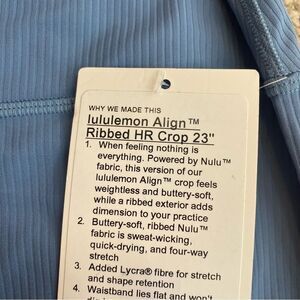 WHY WE MADE THIS
lululemon Align™
Ribbed HR Crop 23"
1. When feeling nothing is
everything. Powered by Nulu™
fabric, this version of our
lululemon Align™ crop feels
weightless and buttery-soft,
while a ribbed exterior adds
dimension to your practice
2. Buttery-soft, ribbed Nulu™
fabric is sweat-wicking,
quick-drying, and four-way
stretch
3. Added Lycra® fibre for stretch
and shape retention
4. Waistband lies flat and won't